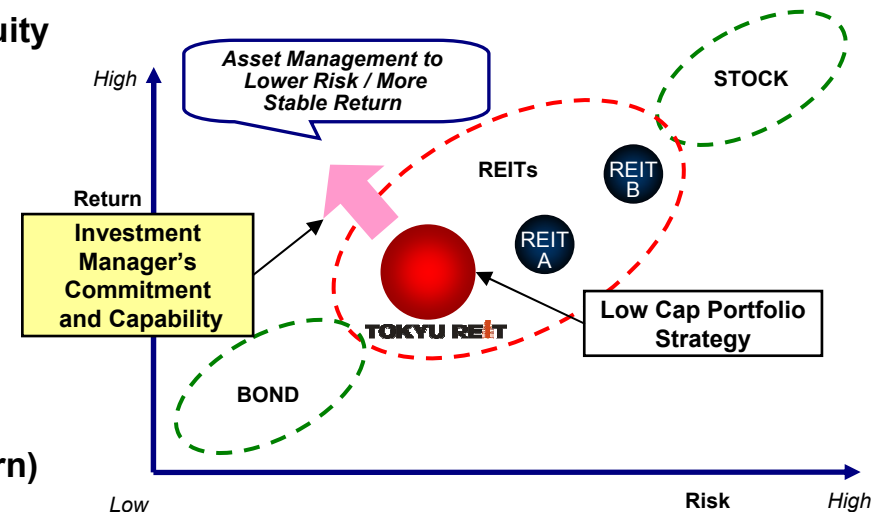 uity
Asset Management to
Lower Risk / More
Stable Return
High
STOCK
REITs
REIT
B
Return
Investment
Manager's
Commitment
and Capability
REIT
A
Low Cap Portfolio
Strategy
TOKYU REIT
BOND
rn)
Low
Risk
High